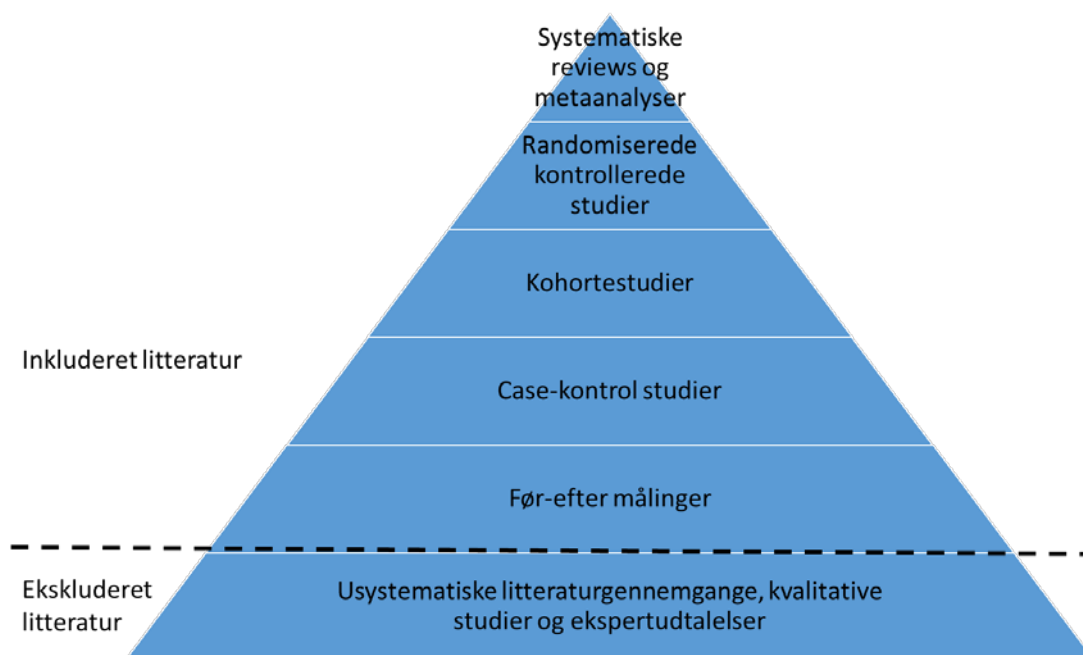 Systematiske
reviews og
metaanalyser
Randomiserede
kontrollerede
studier
Kohortestudier
Inkluderet litteratur
Case-kontrol studier
Før-efter målinger
Ekskluderet
litteratur
Usystematiske litteraturgennemgange, kvalitative
studier og ekspertudtalelser